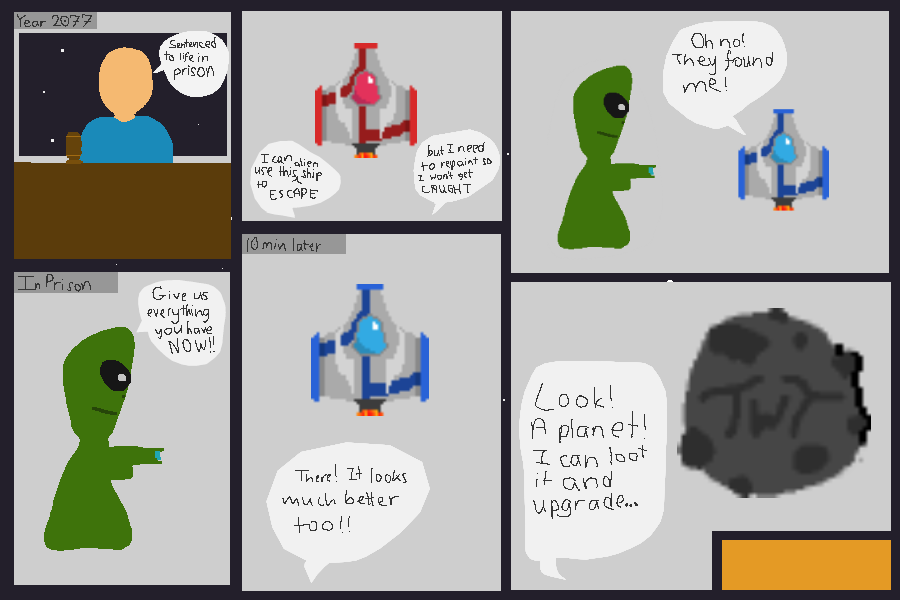 Year 2077
Sentenced
to life in
prison
In Prison
Give us
everything
you have
NOW!!
I can
use this alien ship
to
ESCAPE
but I need
to repaint so
I won't get
CAUGHT
10 min later
There! It looks
much better
too!!
Oh no!
They found
me!
Look!
A planet!
I can loot
it and
upgrade...
TWY